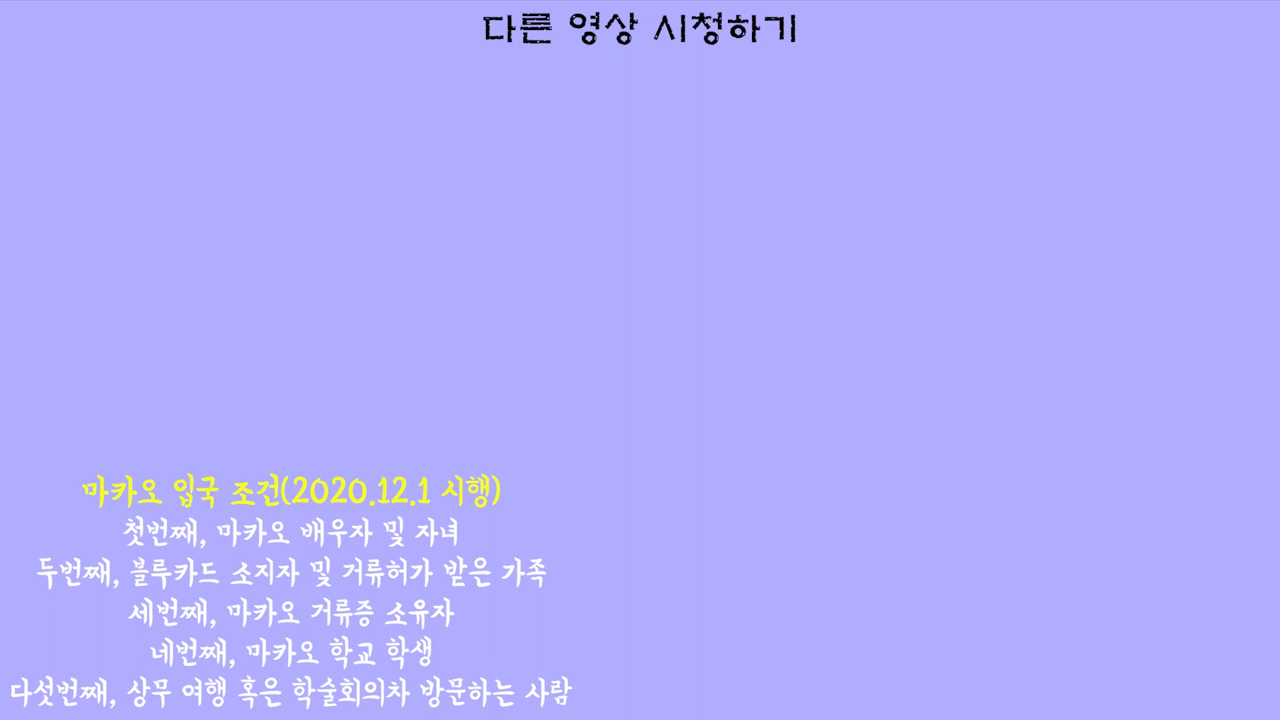 다른 영상 시청하기
마카오 입국 조건(2020.12.1 시행)
첫번째, 마카오 배우자 및 자녀
두번째, 블루카드 소지자 및 거류허가 받은 가족
세번째, 마카오 거류증 소유자
네번째, 마카오 학교 학생
다섯번째, 상무 여행 혹은 학술회의차 방문하는 사람